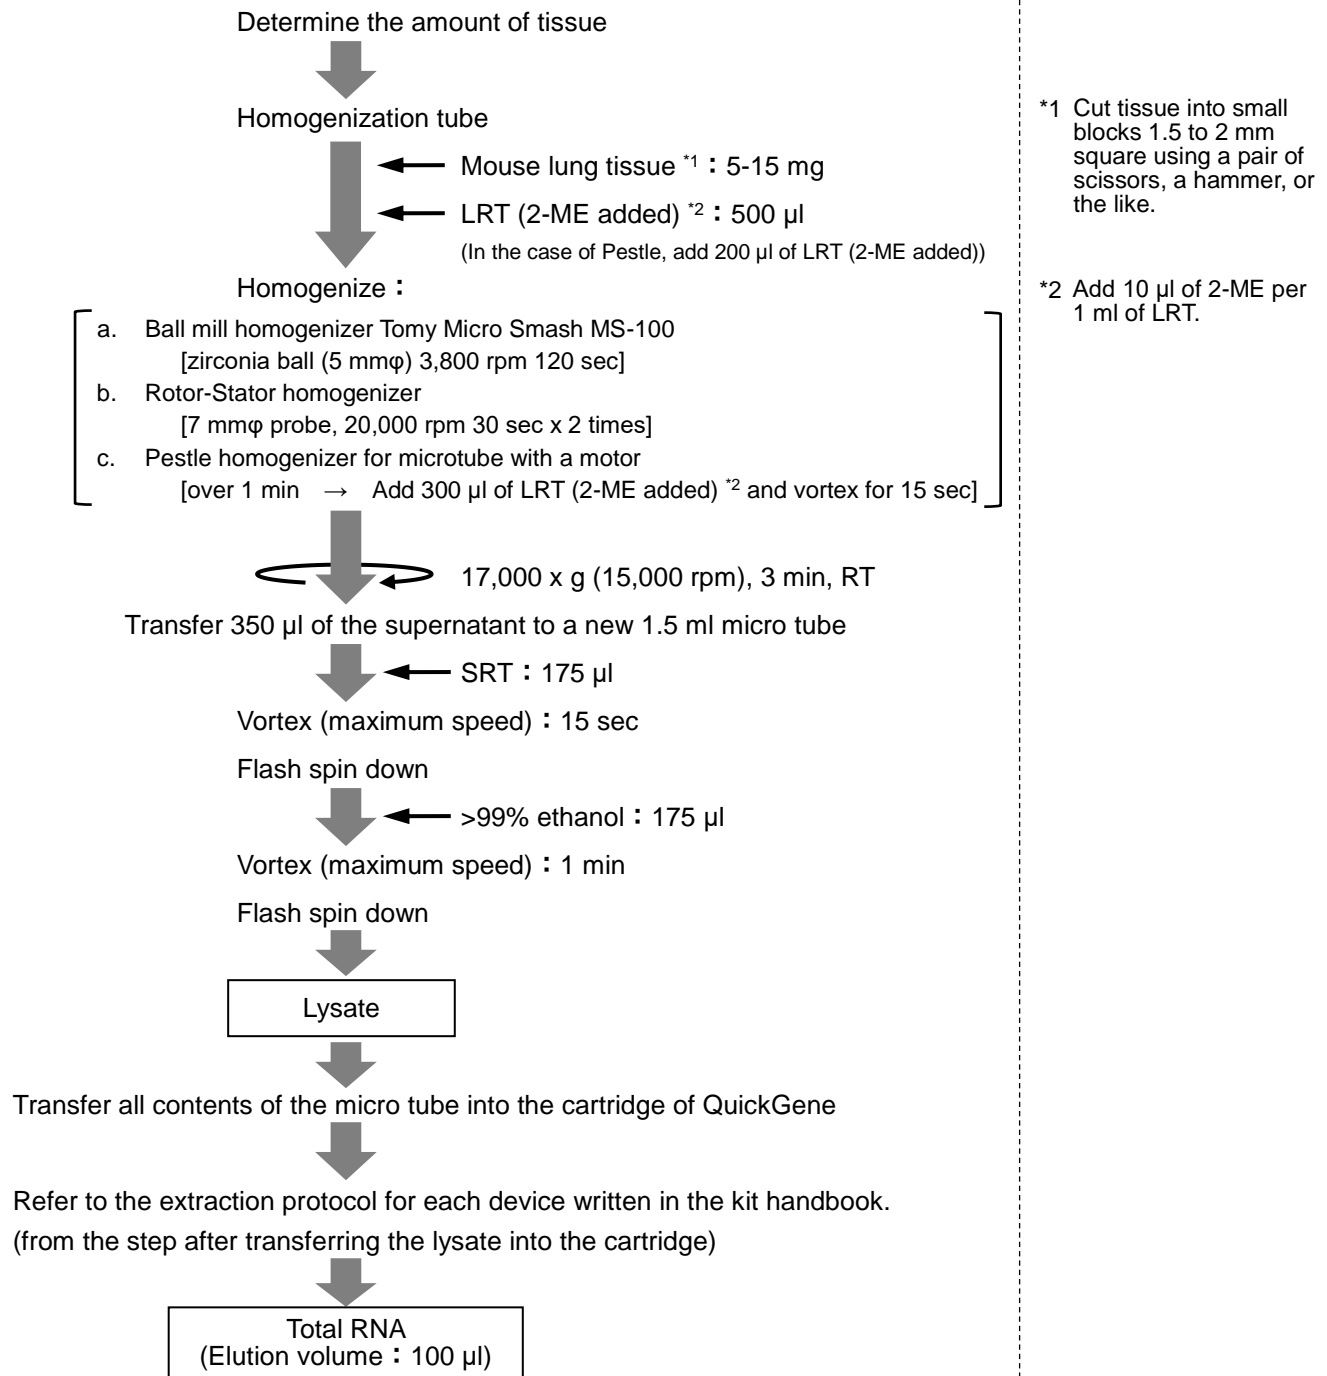 Determine the amount of tissue
Homogenization tube
Mouse lung tissue *1：5-15 mg
LRT (2-ME added) *2：500 µl
(In the case of Pestle, add 200 µl of LRT (2-ME added))
Homogenize：
a. Ball mill homogenizer Tomy Micro Smash MS-100
[zirconia ball (5 mmφ) 3,800 rpm 120 sec]
b. Rotor-Stator homogenizer
[7 mmφ probe, 20,000 rpm 30 sec x 2 times]
c. Pestle homogenizer for microtube with a motor
[over 1 min → Add 300 µl of LRT (2-ME added) *2 and vortex for 15 sec]
17,000 x g (15,000 rpm), 3 min, RT
Transfer 350 µl of the supernatant to a new 1.5 ml micro tube
SRT：175 µl
Vortex (maximum speed)：15 sec
Flash spin down
>99% ethanol：175 µl
Vortex (maximum speed)：1 min
Flash spin down
Lysate
Transfer all contents of the micro tube into the cartridge of QuickGene
Refer to the extraction protocol for each device written in the kit handbook.
(from the step after transferring the lysate into the cartridge)
Total RNA
(Elution volume：100 µl)
*1 Cut tissue into small
blocks 1.5 to 2 mm
square using a pair of
scissors, a hammer, or
the like.
*2 Add 10 µl of 2-ME per
1 ml of LRT.